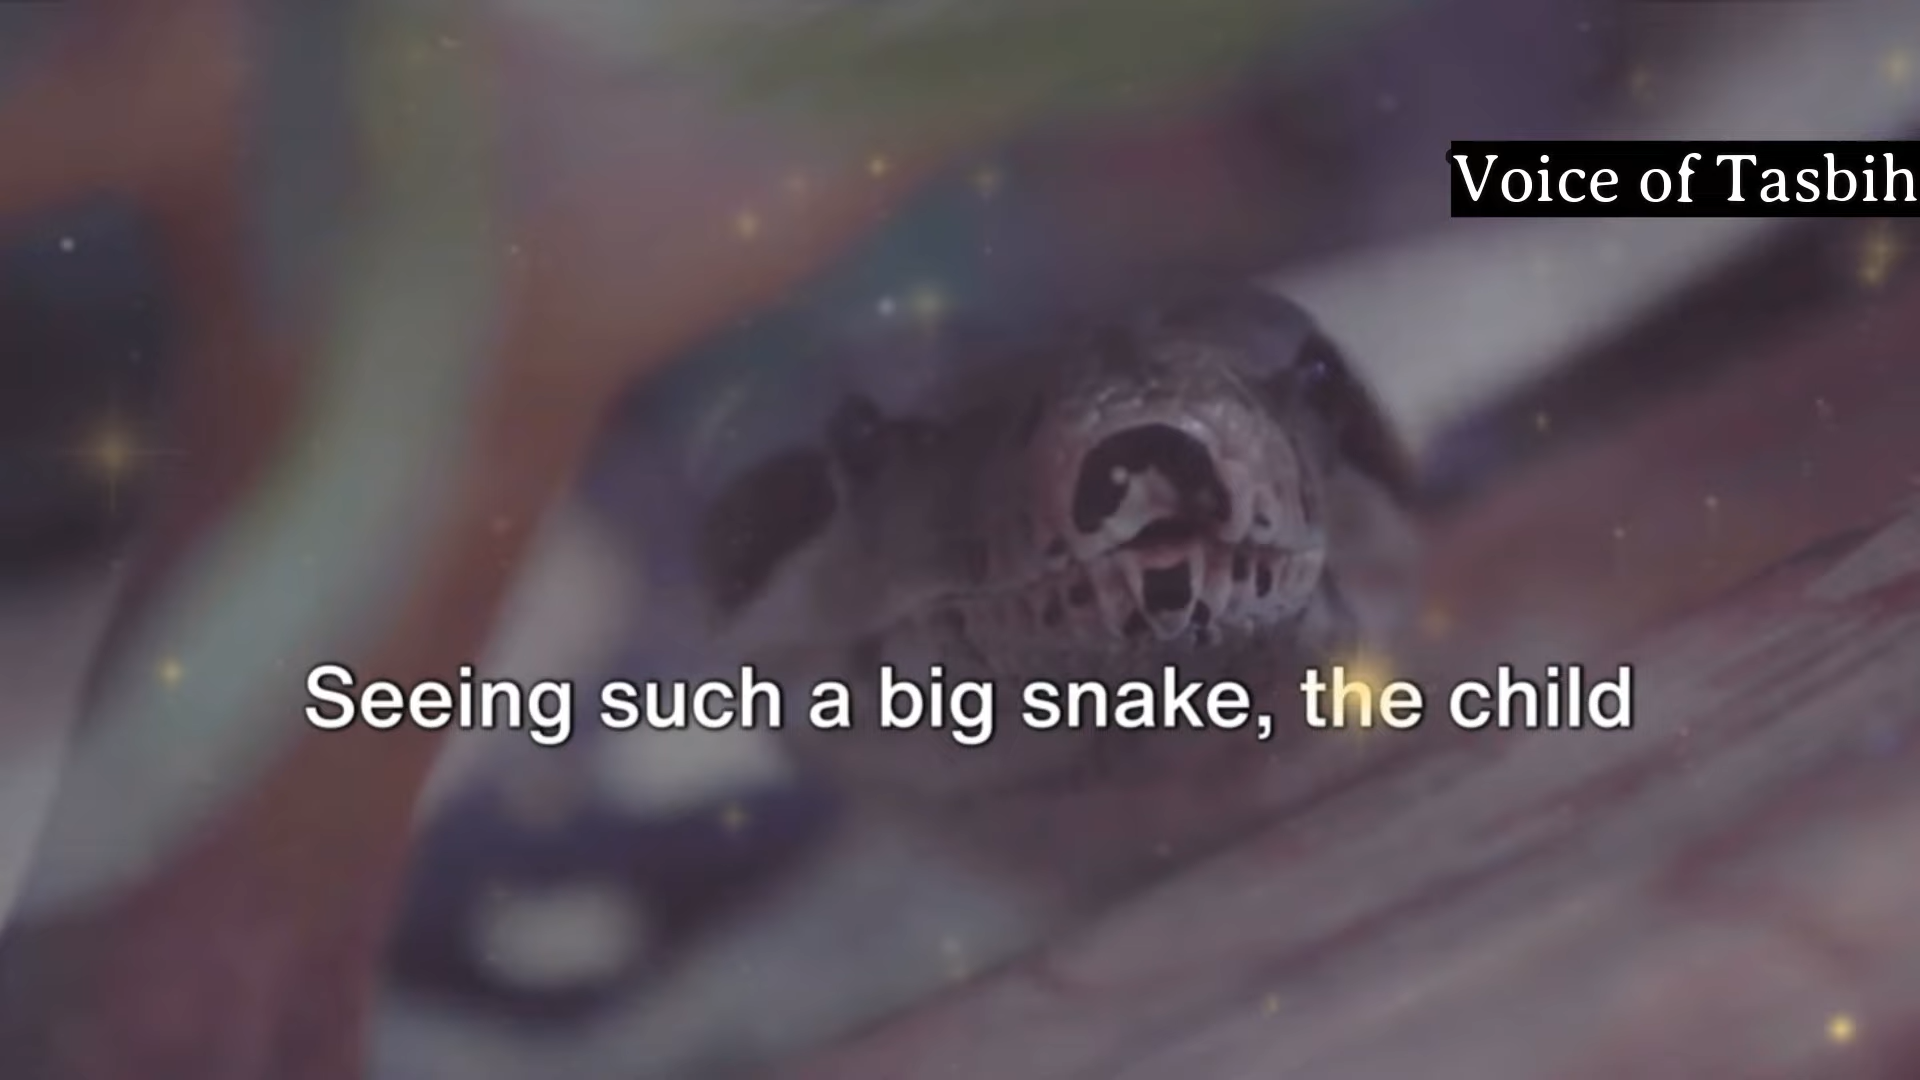 Voice of Tasbih
Seeing such a big snake, the child